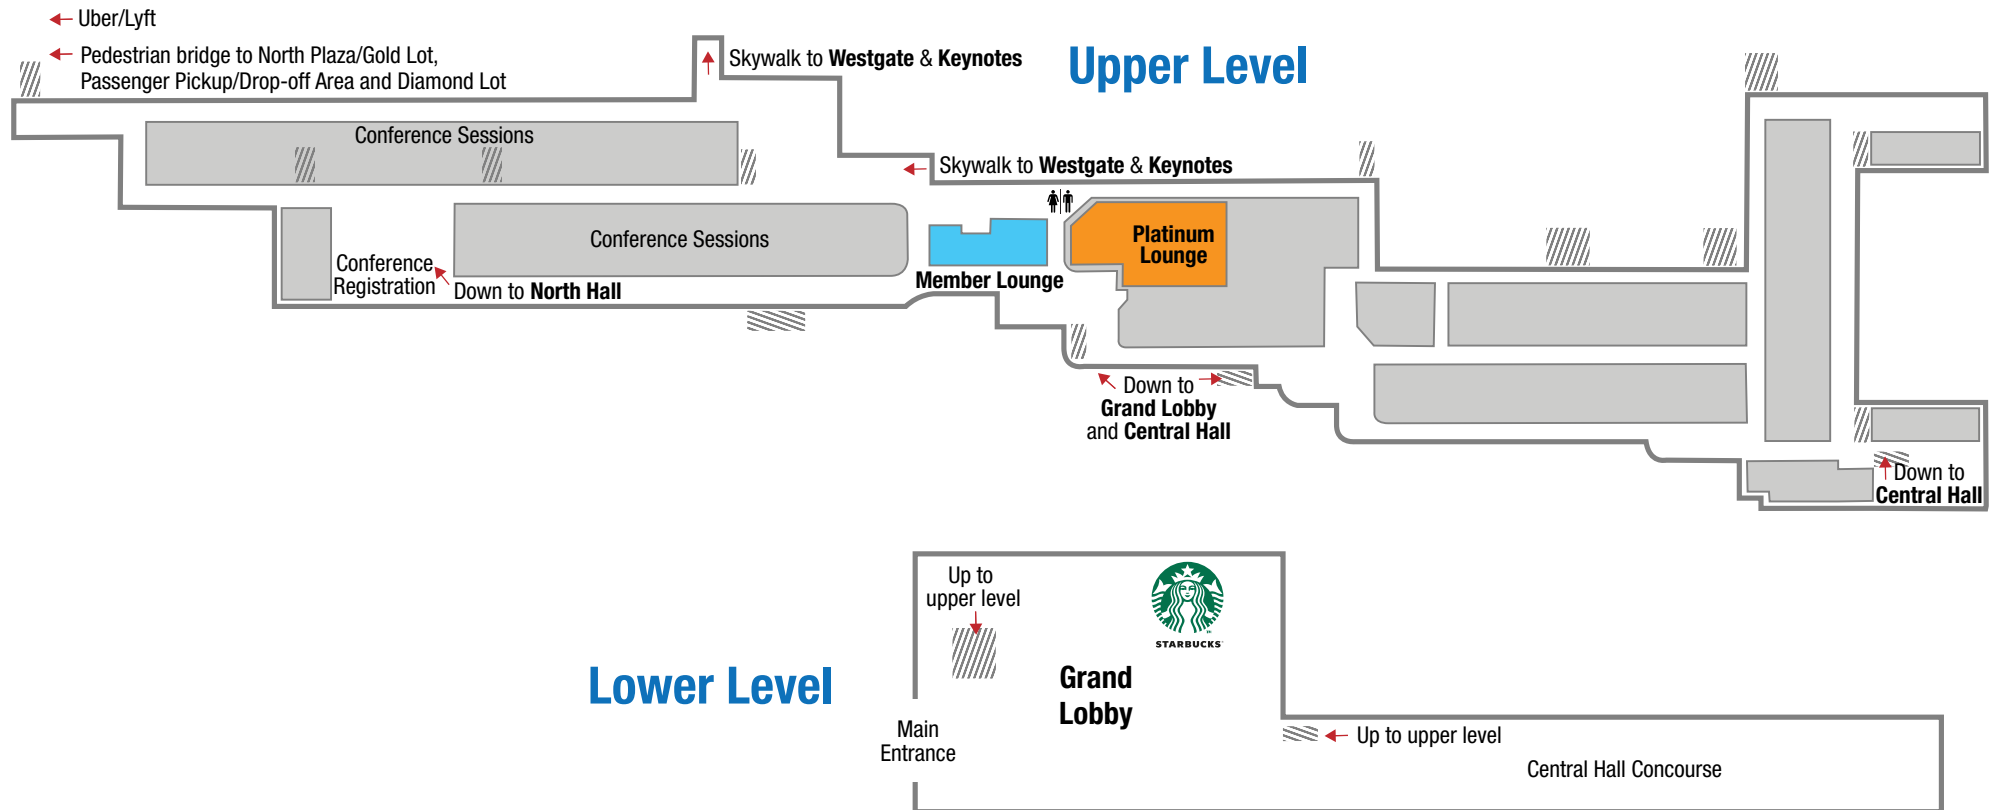 Uber/Lyft
Pedestrian bridge to North Plaza/Gold Lot,
Passenger Pickup/Drop-off Area and Diamond Lot
Skywalk to Westgate & Keynotes
Upper Level
Conference Sessions
Skywalk to Westgate & Keynotes
Conference Sessions
Platinum
Lounge
Conference
Registration
Down to North Hall
Member Lounge
Down to
Grand Lobby
and Central Hall
Down to
Central Hall
Up to
upper level
STARBUCKS
Lower Level
Grand
Lobby
Main
Entrance
Up to upper level
Central Hall Concourse